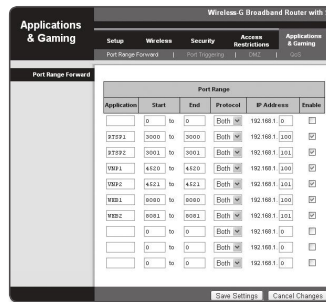 Wireless-G Broadband Router with
Applications & Gaming
Setup Wireless Security Access Restrictions Applications & Gaming
Port Range Forward | Port Triggering | DMZ | QoS
Port Range Forward
Port Range
Application Start End Protocol IP Address Enable
0 to 0 Both 192.168.1. 0
RTSP1 3000 to 3000 Both 192.168.1. 100
RTSP2 3001 to 3001 Both 192.168.1. 101
VNP1 4520 to 4520 Both 192.168.1. 100
VNP2 4521 to 4521 Both 192.168.1. 101
WEB1 8080 to 8080 Both 192.168.1. 100
WEB2 8081 to 8081 Both 192.168.1. 101
0 to 0 Both 192.168.1. 0
0 to 0 Both 192.168.1. 0
0 to 0 Both 192.168.1. 0
Save Settings Cancel Changes